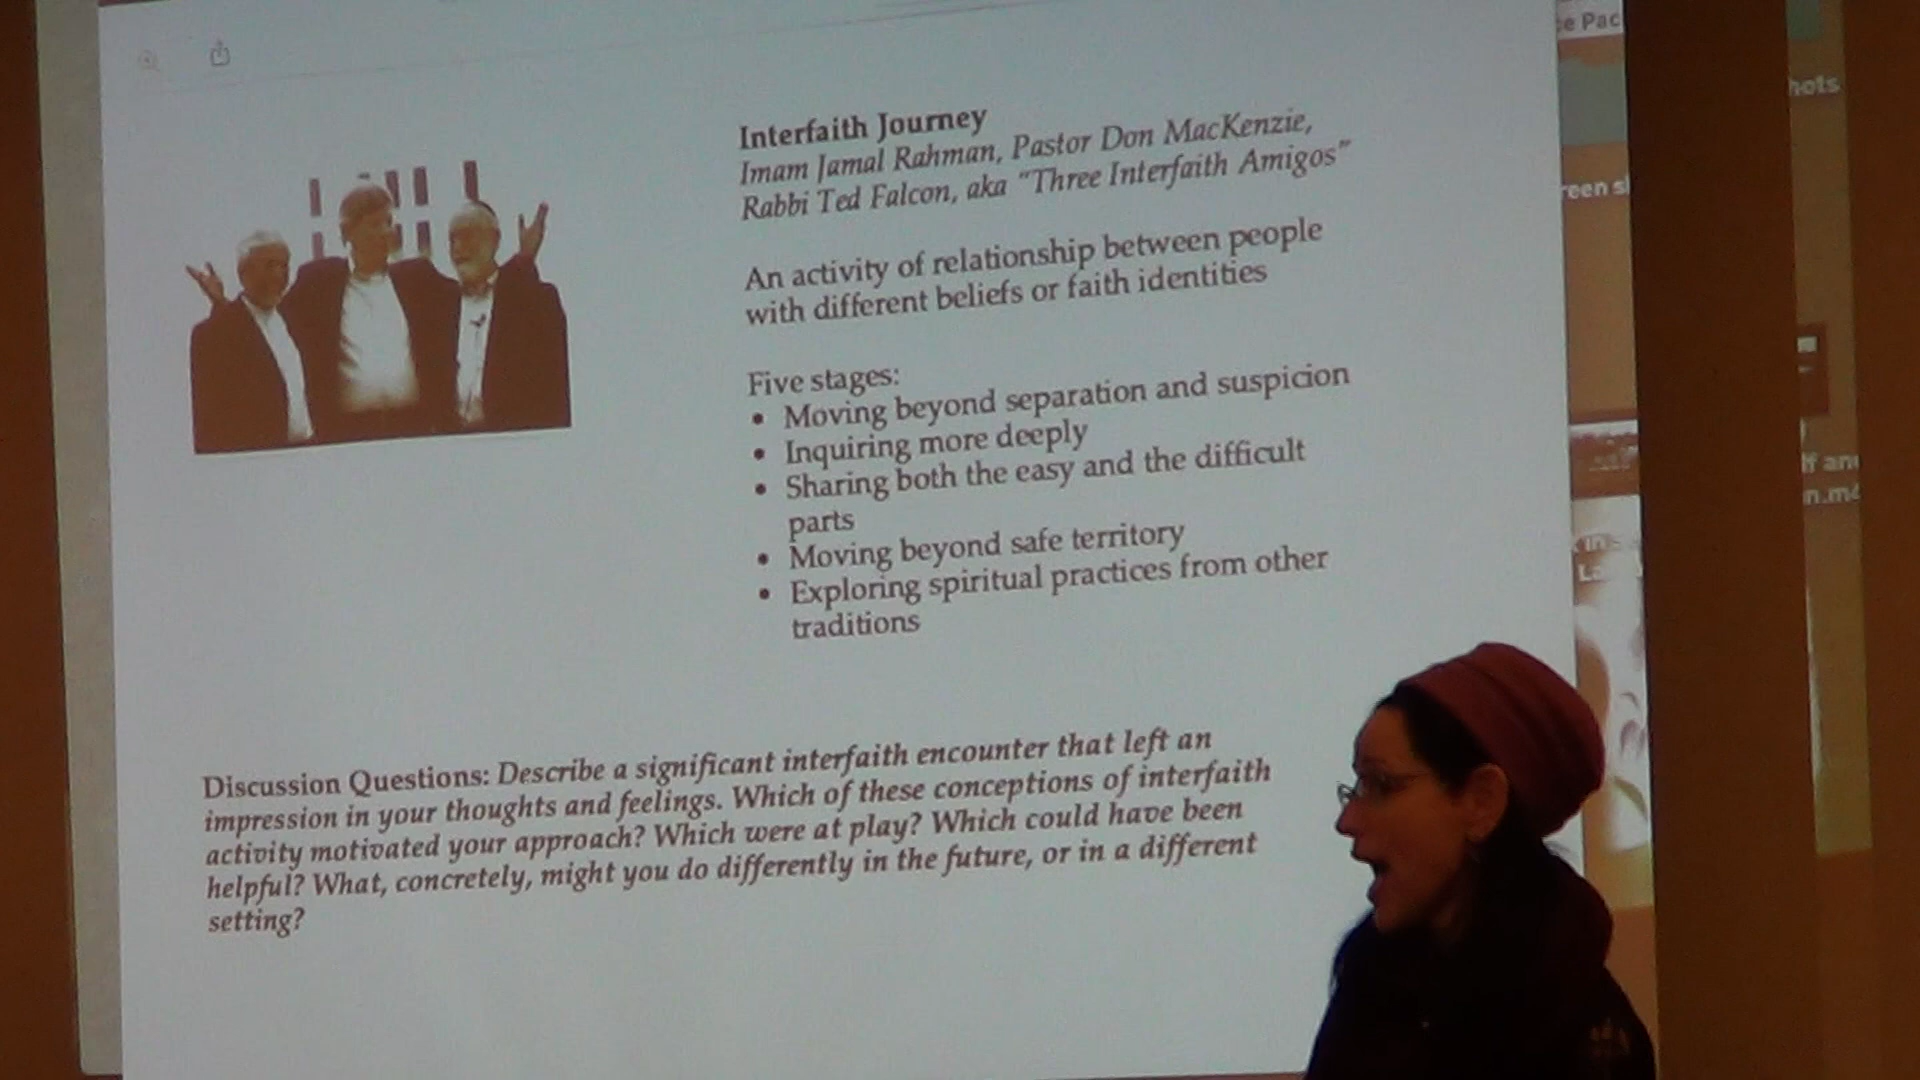 Interfaith Journey
Imam Jamal Rahman, Pastor Don MacKenzie,
Rabbi Ted Falcon, aka "Three Interfaith Amigos"
An activity of relationship between people
with different beliefs or faith identities
Five stages:
• Moving beyond separation and suspicion
• Inquiring more deeply
• Sharing both the easy and the difficult
parts
• Moving beyond safe territory
• Exploring spiritual practices from other
traditions
Discussion Questions: Describe a significant interfaith encounter that left an
impression in your thoughts and feelings. Which of these conceptions of interfaith
activity motivated your approach? Which were at play? Which could have been
helpful? What, concretely, might you do differently in the future, or in a different
setting?